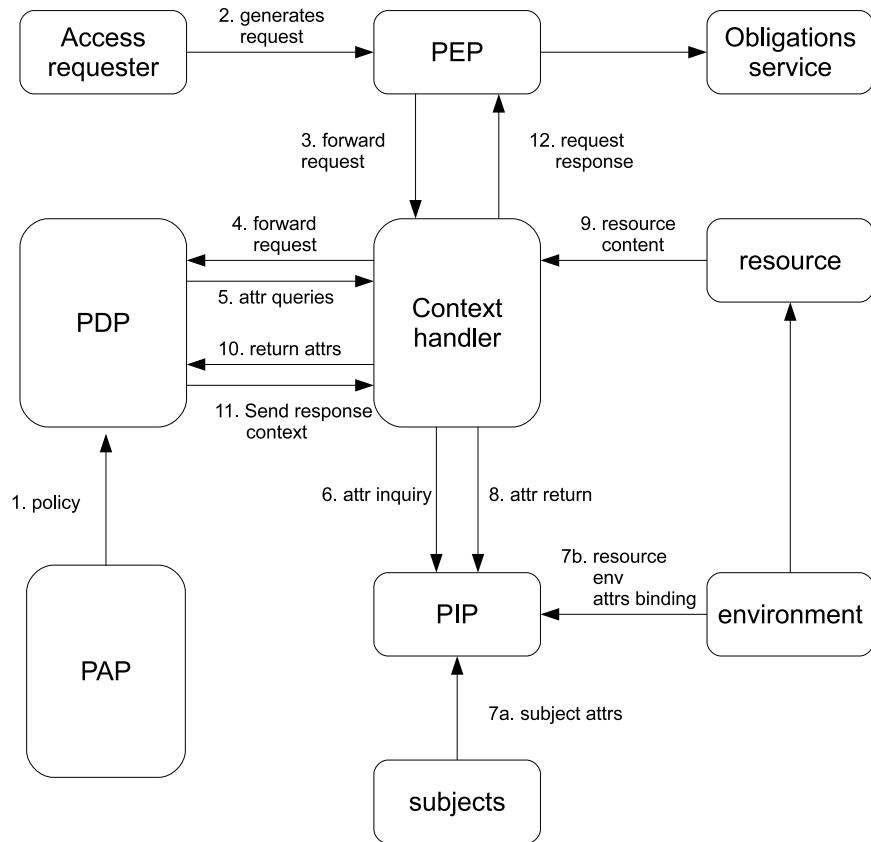 2. generates
request
Access
requester
PEP
Obligations
service
3. forward
request
12. request
response
4. forward
request
9. resource
content
PDP
5. attr queries
Context
handler
resource
10. return attrs
11. Send response
context
1. policy
6. attr inquiry
8. attr return
7b. resource
env
attrs binding
PAP
PIP
environment
7a. subject attrs
subjects